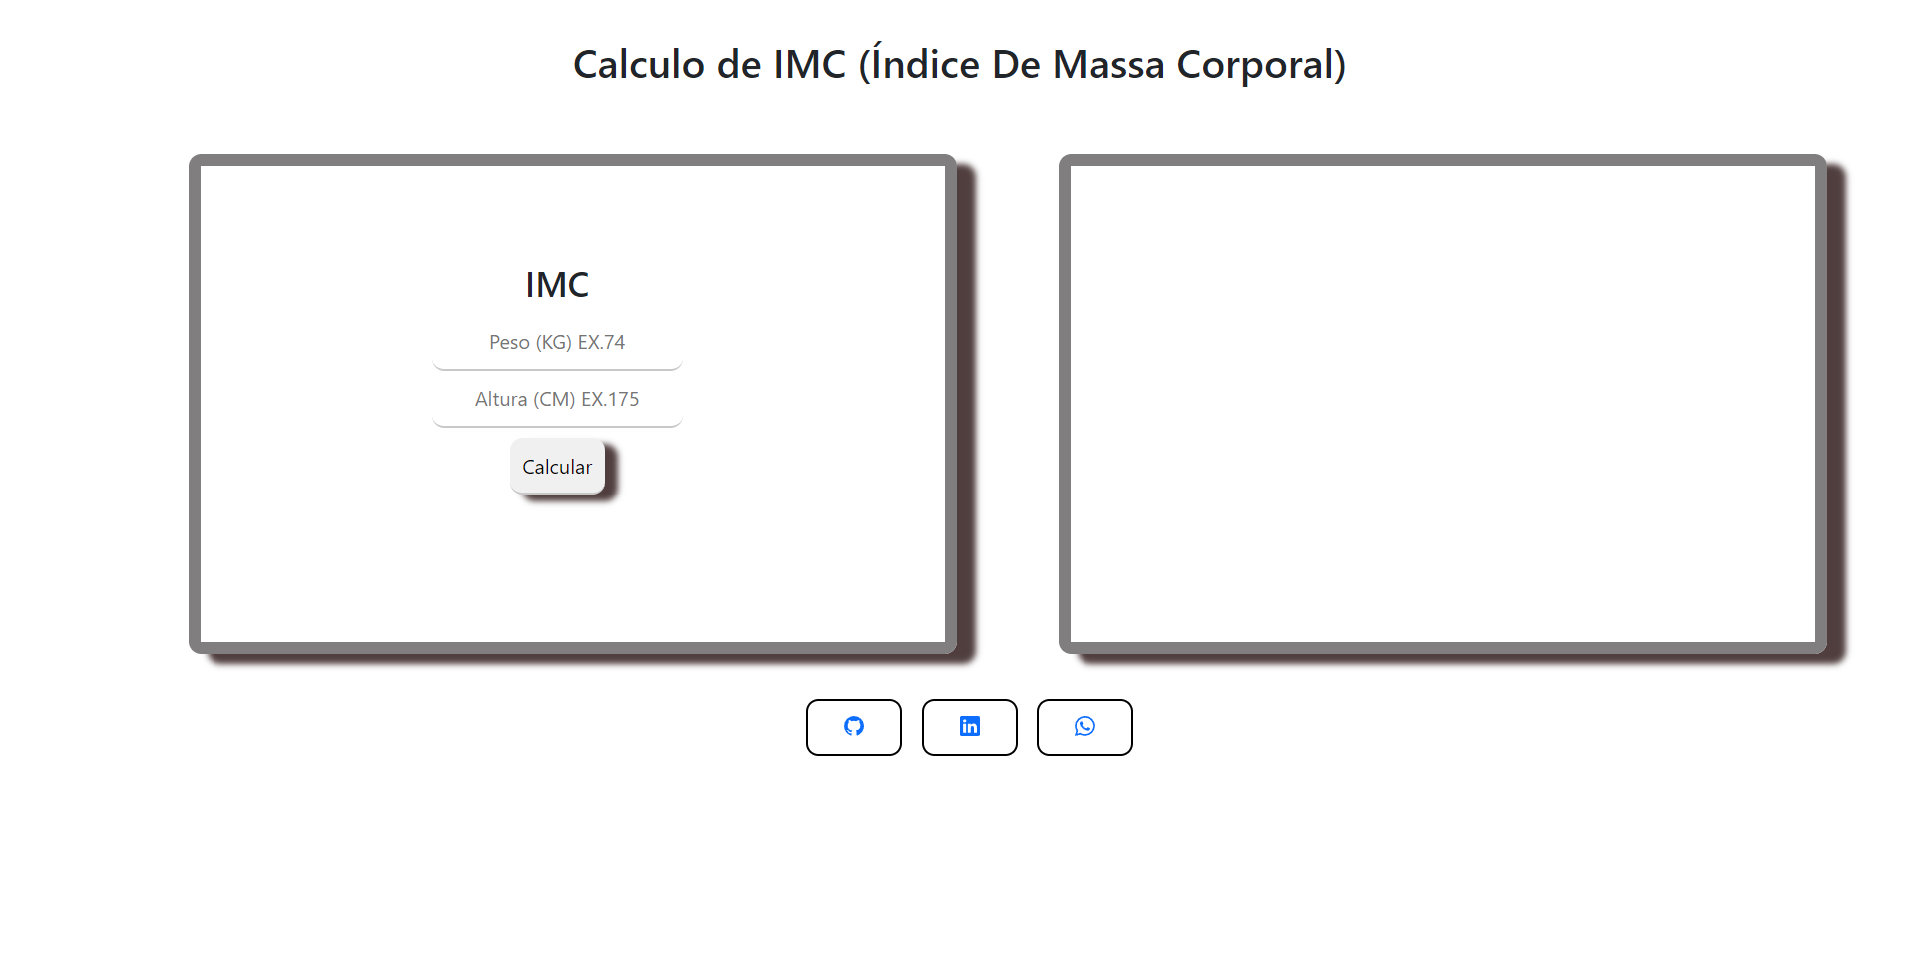 Calculo de IMC (Índice De Massa Corporal)
IMC
Peso (KG) EX.74
Altura (CM) EX.175
Calcular